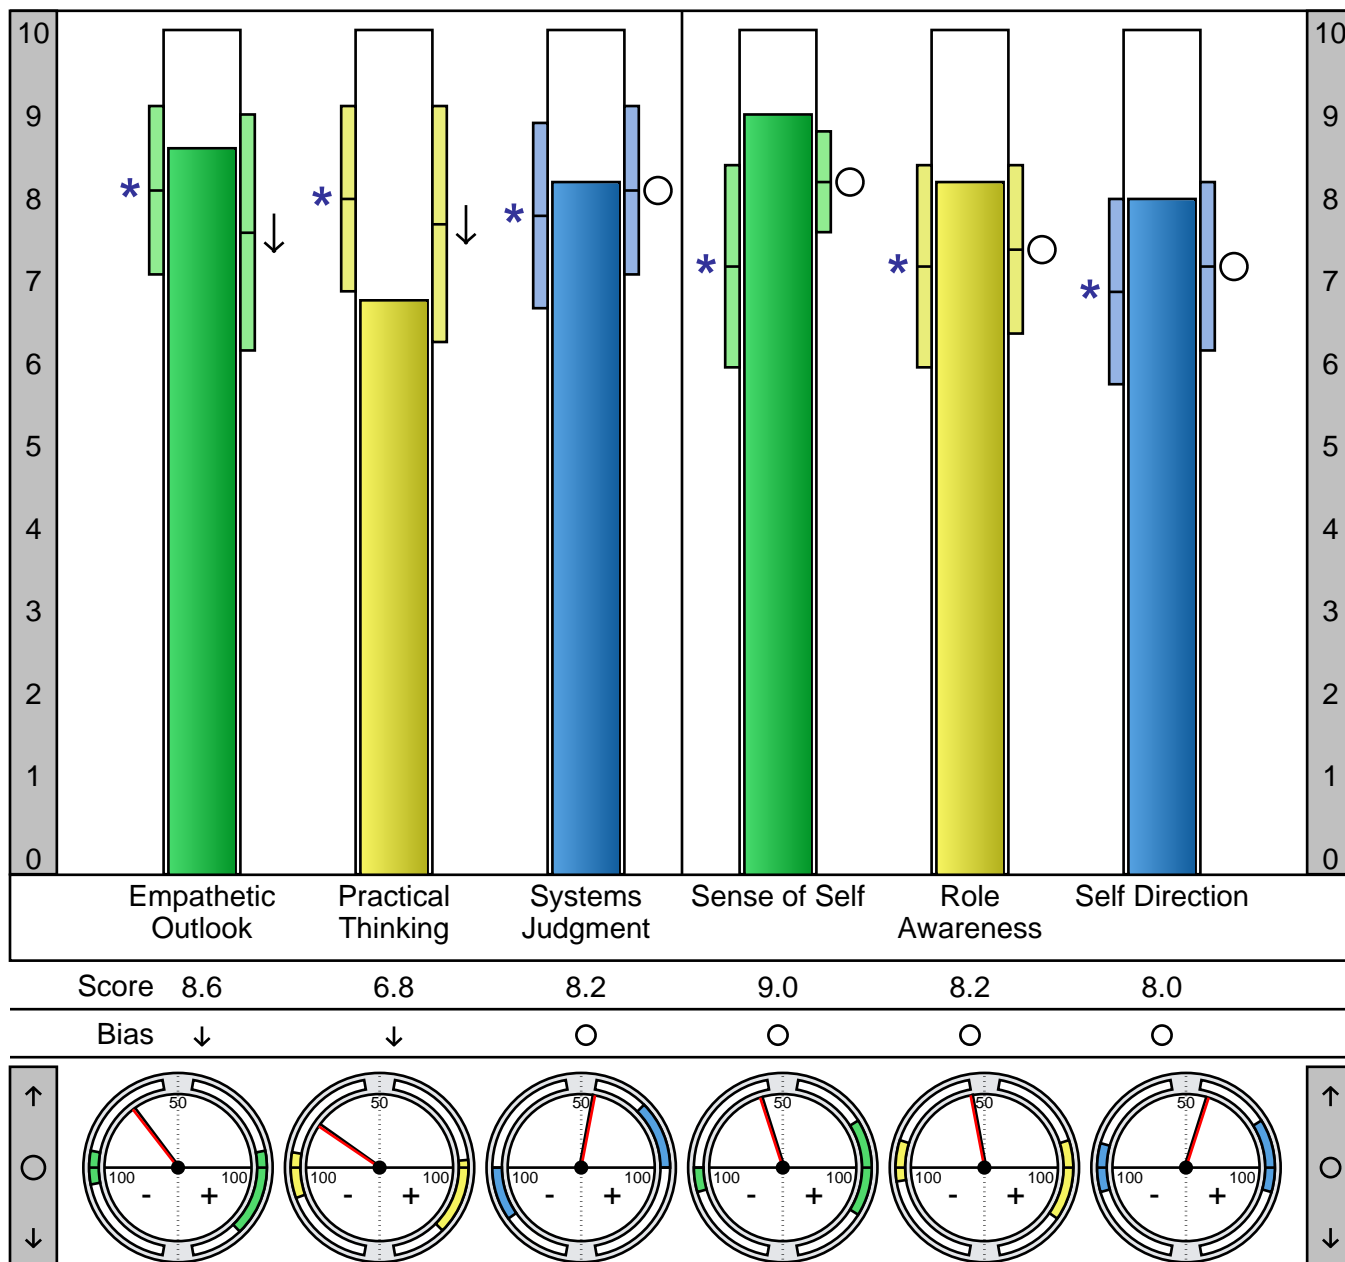 10 10
9 9
8 8
7 7
6 6
5 5
4 4
3 3
2 2
1 1
0 0
* * * * * *
Empathetic Outlook
Practical Thinking
Systems Judgment
Sense of Self
Role Awareness
Self Direction
Score 8.6 6.8 8.2 9.0 8.2 8.0
Bias ↓ ↓ ○ ○ ○ ○
↑ 50 50 50 50 50 50 ↑
○ 100 100 100 100 100 100 100 100 100 100 100 100 ○
- + - + - + - + - + - +
↓ ↓